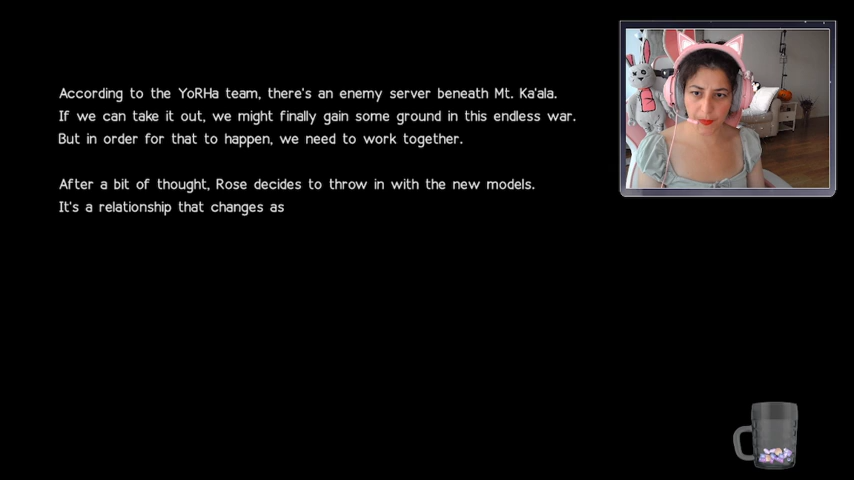 According to the YoRHa team, there's an enemy server beneath Mt. Ka'ala.
If we can take it out, we might finally gain some ground in this endless war.
But in order for that to happen, we need to work together.
After a bit of thought, Rose decides to throw in with the new models.
It's a relationship that changes as